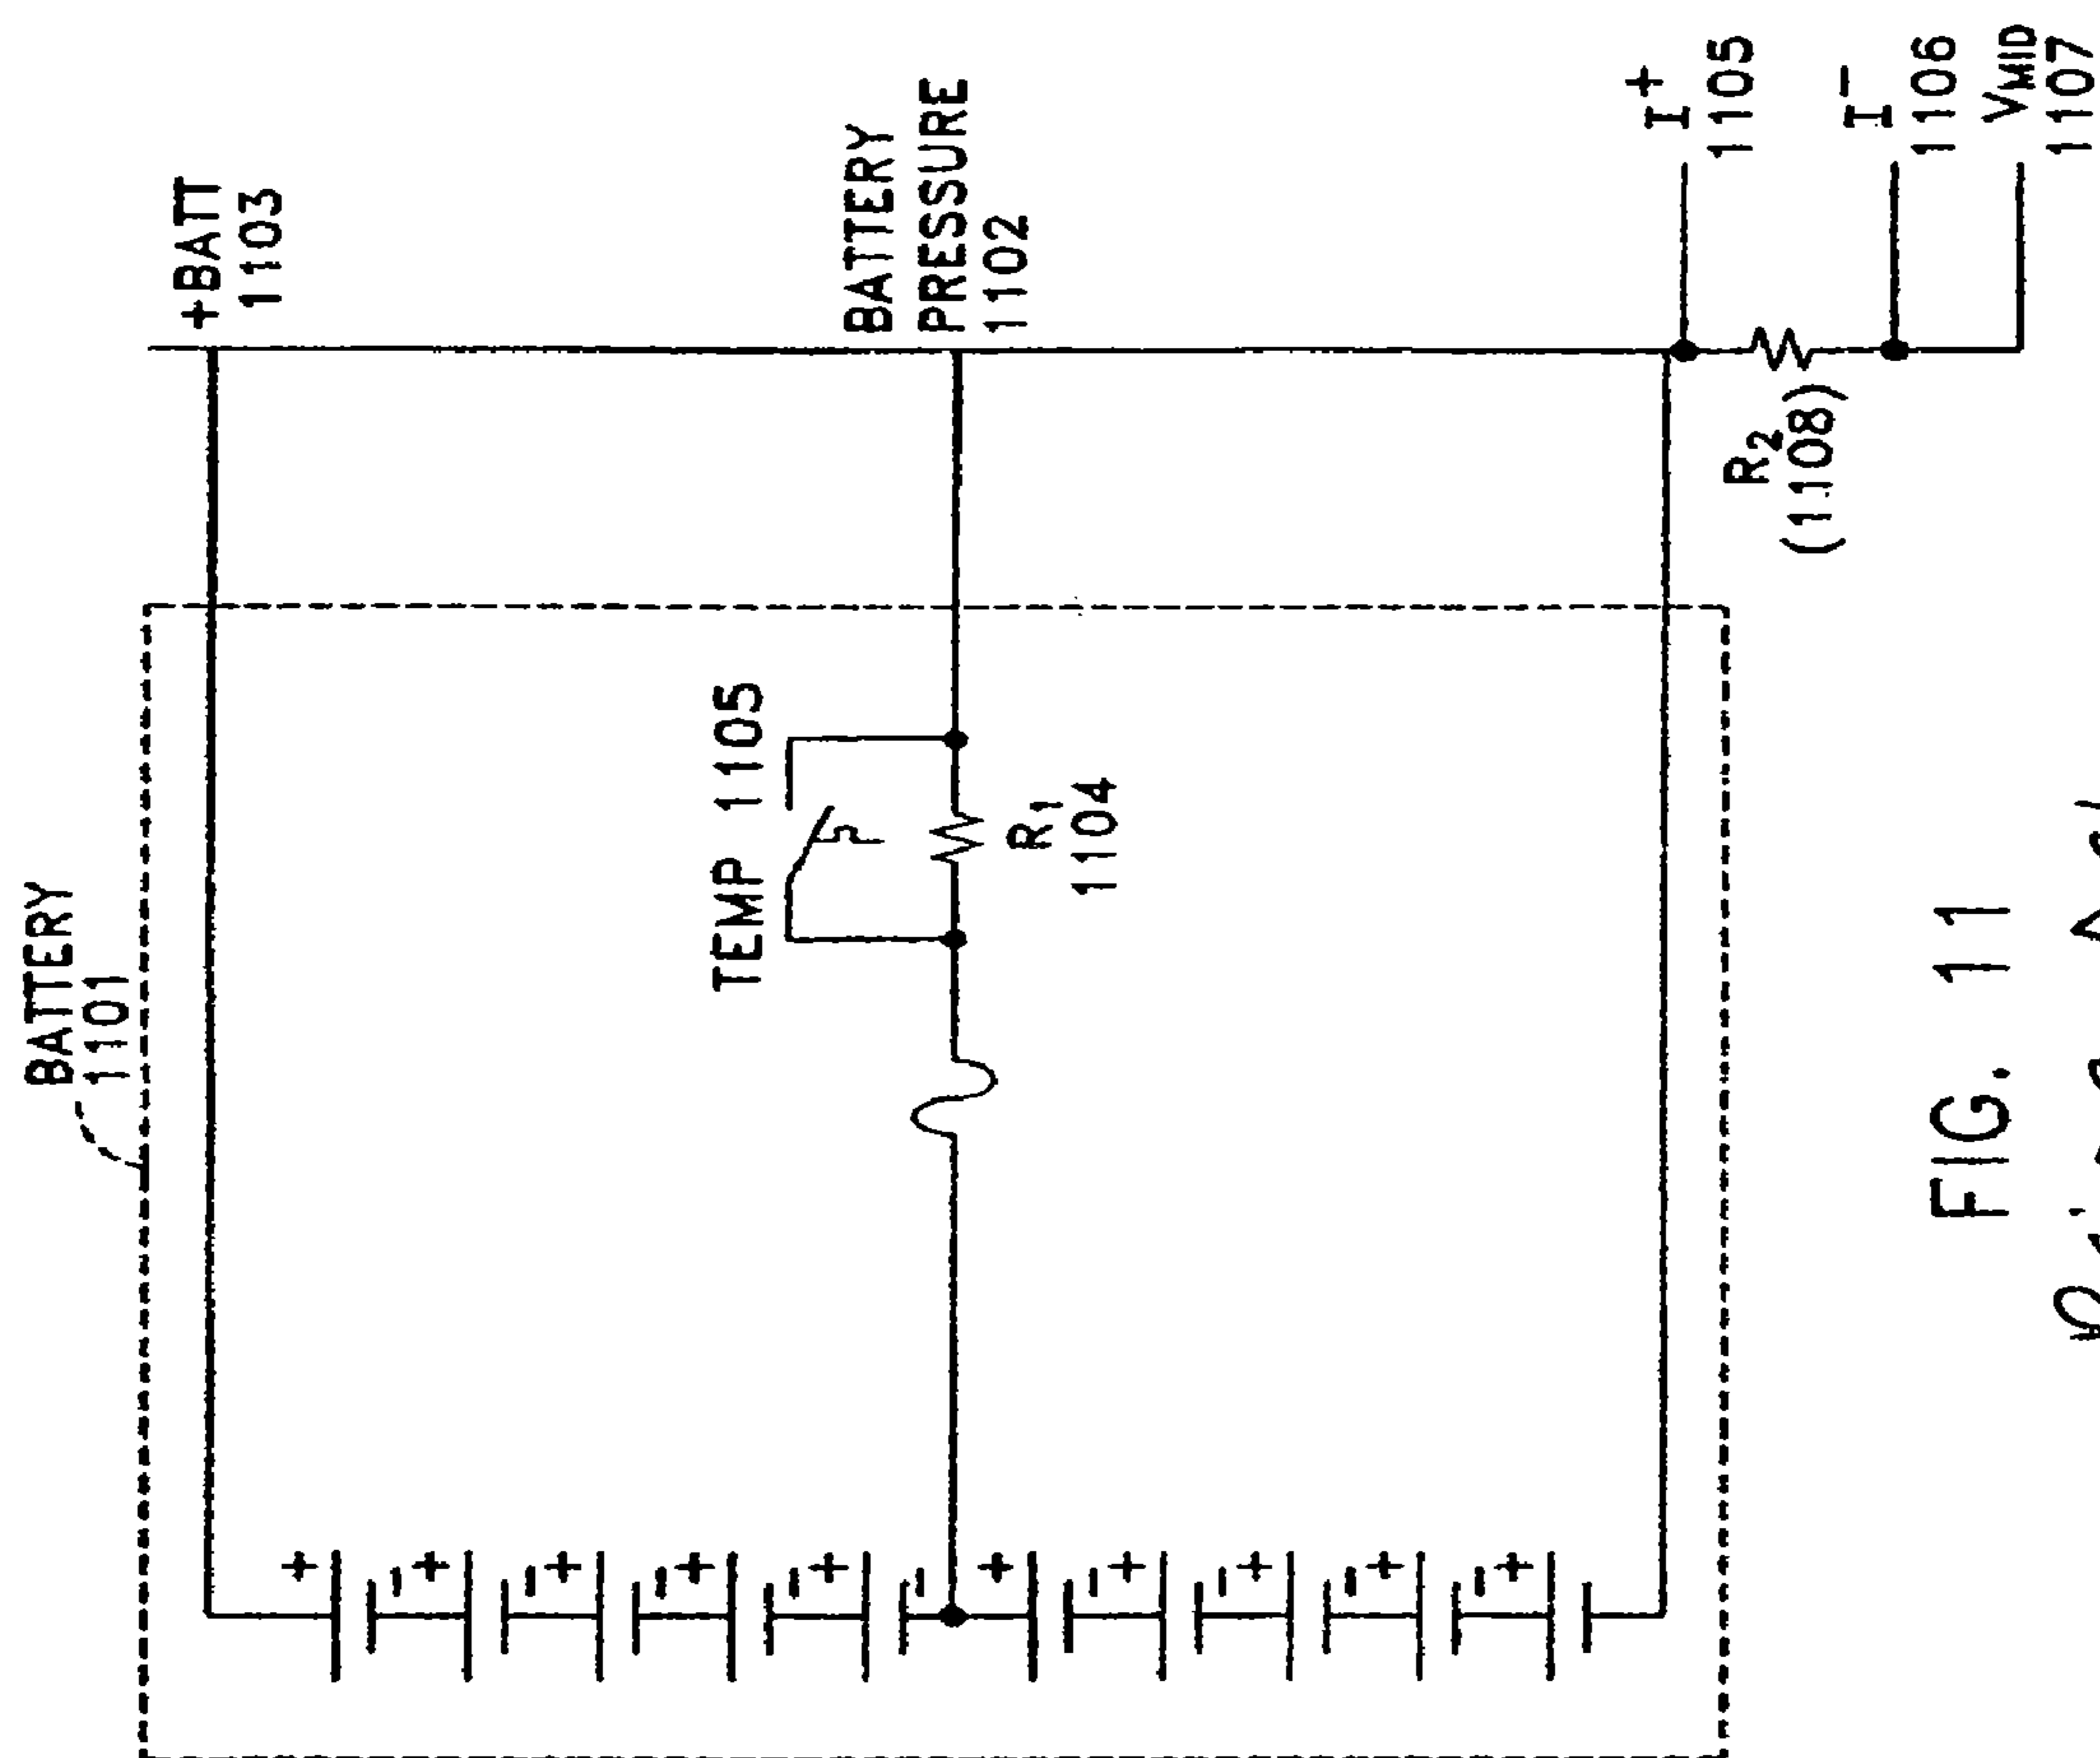 BATTERY
1101
+BATT
1103
TEMP 1105
BATTERY
PRESSURE
1102
R1
1104
I+
1105
R2
(1108)
I-
1106
VMID
1107
FIG. 11